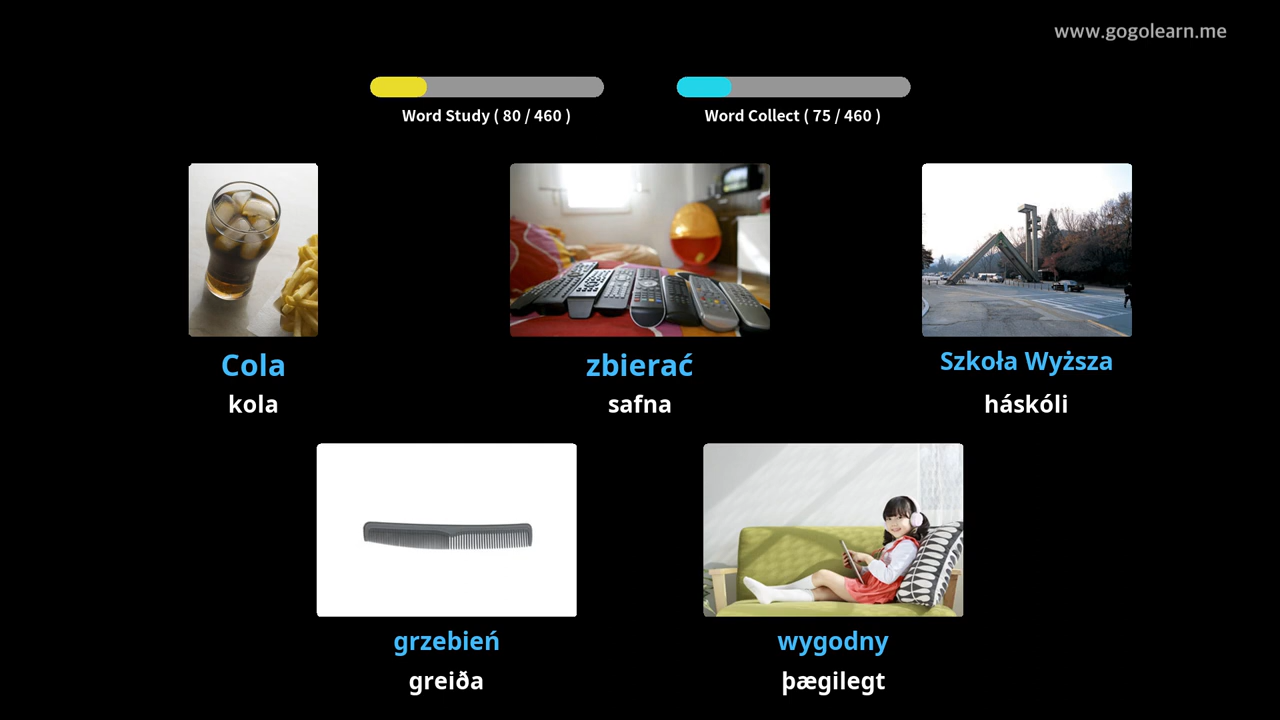 www.gogolearn.me
Word Study ( 80 / 460 )
Word Collect ( 75 / 460 )
Cola
kola
zbierać
safna
Szkoła Wyższa
háskóli
grzebień
greiða
wygodny
þægilegt